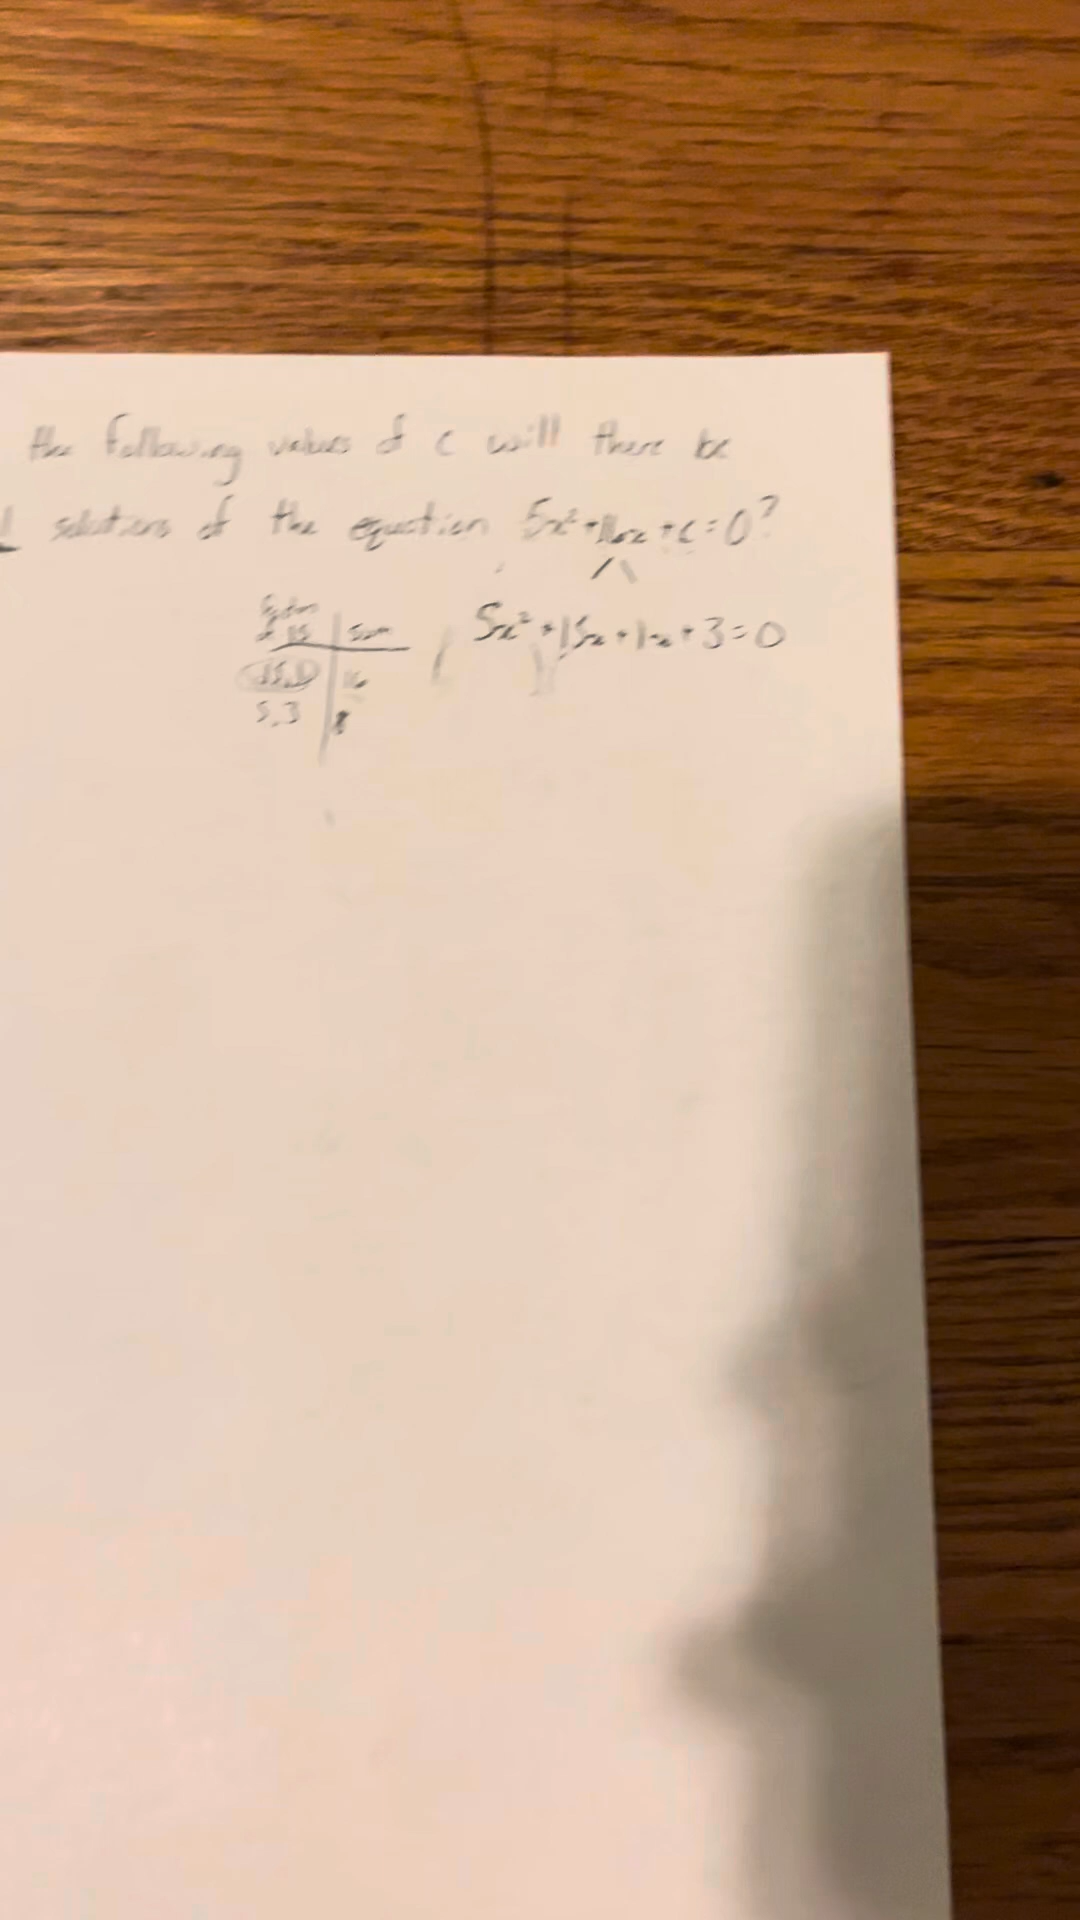 the following values of c will there be
solutions of the equation 5x² + 16x + c = 0?
Factors of 15 | sum
15,1 | 16
5,3 | 8
5x² + 15x + 1x + 3 = 0